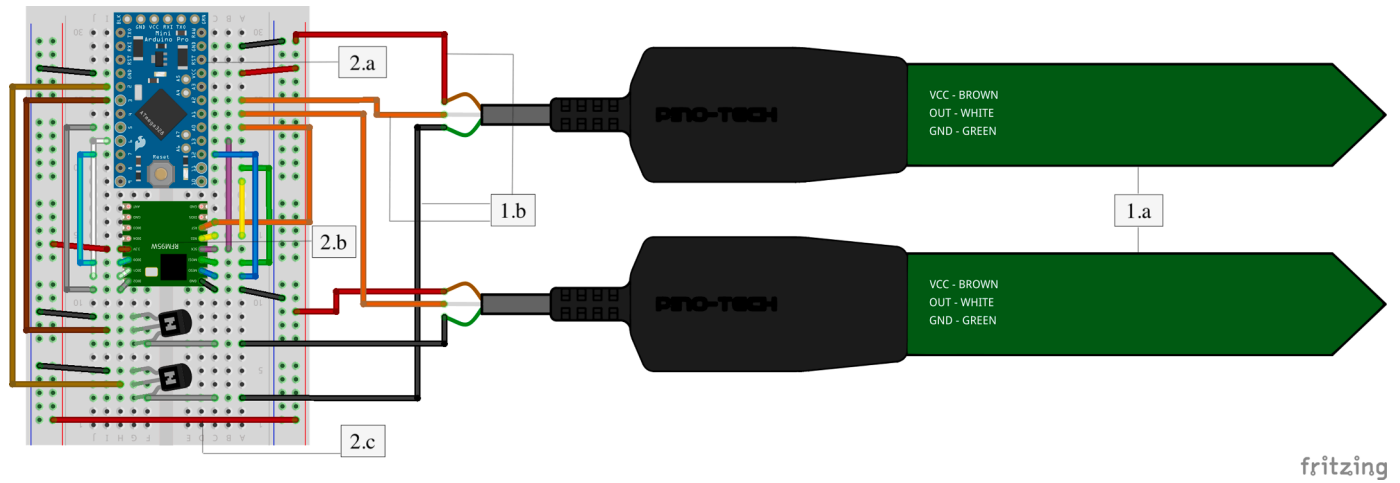 Mini
Arduino Pro
ATmega328
Reset
2.a
PINO-TECH
VCC - BROWN
OUT - WHITE
GND - GREEN
1.a
1.b
RFM95W
2.b
PINO-TECH
VCC - BROWN
OUT - WHITE
GND - GREEN
N
N
2.c
fritzing